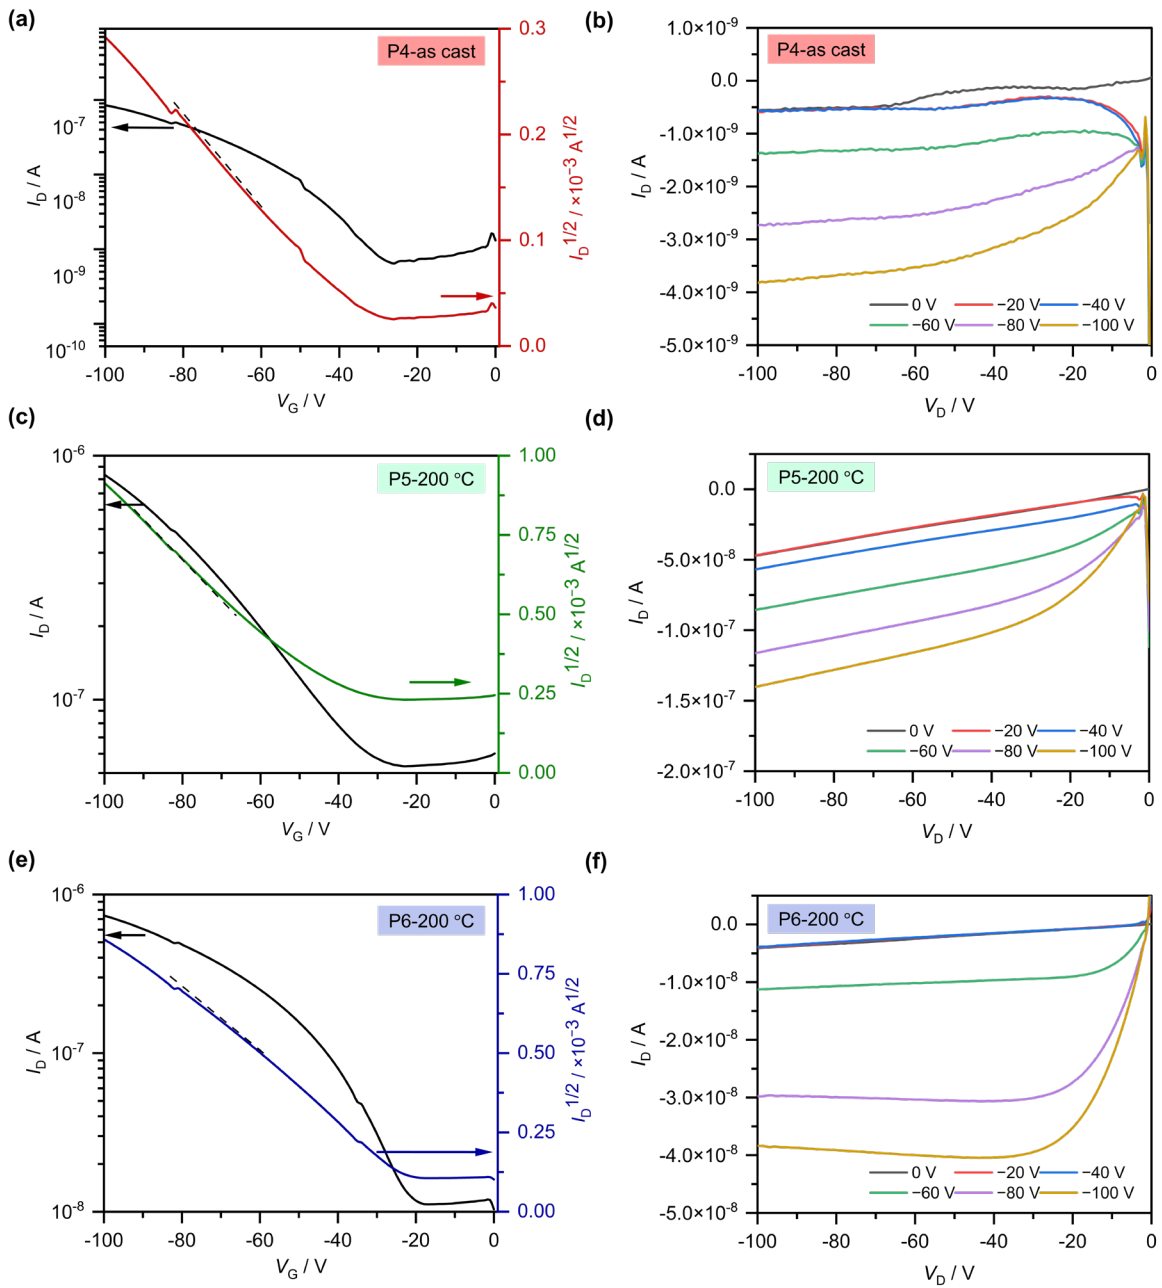 (a)
P4-as cast
I_D / A
10⁻⁷
10⁻⁸
10⁻⁹
10⁻¹⁰
0.3
0.2
0.1
0.0
I_D^1/2 / ×10⁻³ A^1/2
-100 -80 -60 -40 -20 0
V_G / V
(b)
P4-as cast
I_D / A
1.0×10⁻⁹
0.0
-1.0×10⁻⁹
-2.0×10⁻⁹
-3.0×10⁻⁹
-4.0×10⁻⁹
-5.0×10⁻⁹
0 V −20 V −40 V
−60 V −80 V −100 V
-100 -80 -60 -40 -20 0
V_D / V
(c)
P5-200 °C
I_D / A
10⁻⁶
10⁻⁷
1.00
0.75
0.50
0.25
0.00
I_D^1/2 / ×10⁻³ A^1/2
-100 -80 -60 -40 -20 0
V_G / V
(d)
P5-200 °C
I_D / A
0.0
-5.0×10⁻⁸
-1.0×10⁻⁷
-1.5×10⁻⁷
-2.0×10⁻⁷
0 V −20 V −40 V
−60 V −80 V −100 V
-100 -80 -60 -40 -20 0
V_D / V
(e)
P6-200 °C
I_D / A
10⁻⁶
10⁻⁷
10⁻⁸
1.00
0.75
0.50
0.25
0.00
I_D^1/2 / ×10⁻³ A^1/2
-100 -80 -60 -40 -20 0
V_G / V
(f)
P6-200 °C
I_D / A
0.0
-1.0×10⁻⁸
-2.0×10⁻⁸
-3.0×10⁻⁸
-4.0×10⁻⁸
-5.0×10⁻⁸
0 V −20 V −40 V
−60 V −80 V −100 V
-100 -80 -60 -40 -20 0
V_D / V